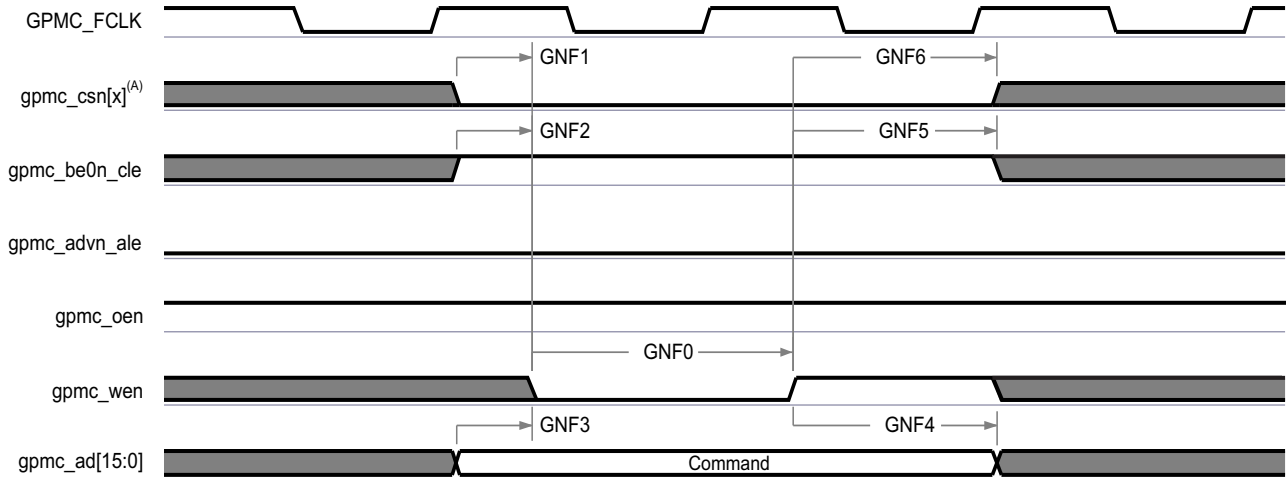 GPMC_FCLK
GNF1
GNF6
gpmc_csn[x](A)
GNF2
GNF5
gpmc_be0n_cle
gpmc_advn_ale
gpmc_oen
GNF0
gpmc_wen
GNF3
GNF4
gpmc_ad[15:0]
Command